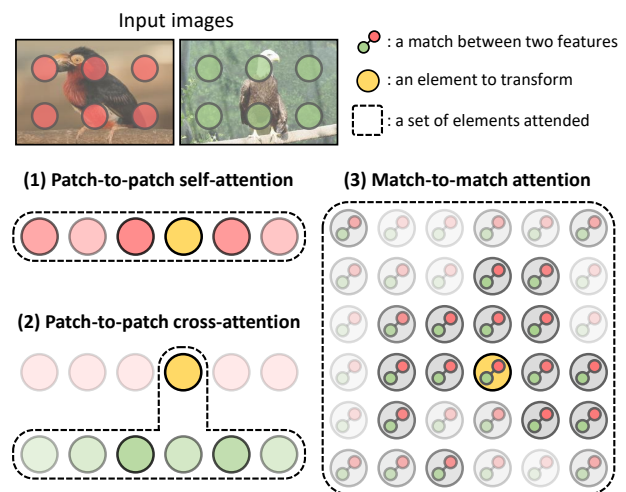 Input images
: a match between two features
: an element to transform
: a set of elements attended
(1) Patch-to-patch self-attention
(3) Match-to-match attention
(2) Patch-to-patch cross-attention